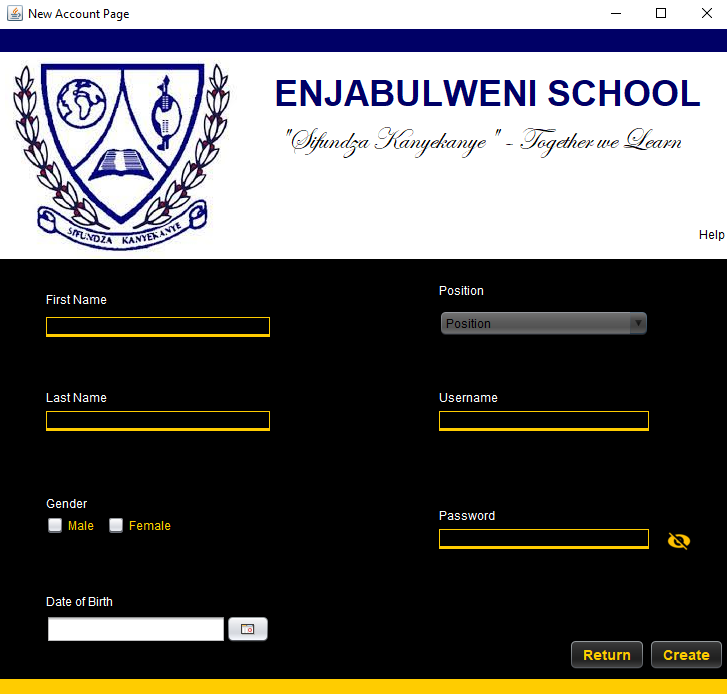 New Account Page
ENJABULWENI SCHOOL
"Sifundza Kanyekanye " - Together we Learn
SIFUNDZA KANYEKANYE
Help
First Name
Position
Position
Last Name
Username
Gender
Male Female
Password
Date of Birth
Return Create